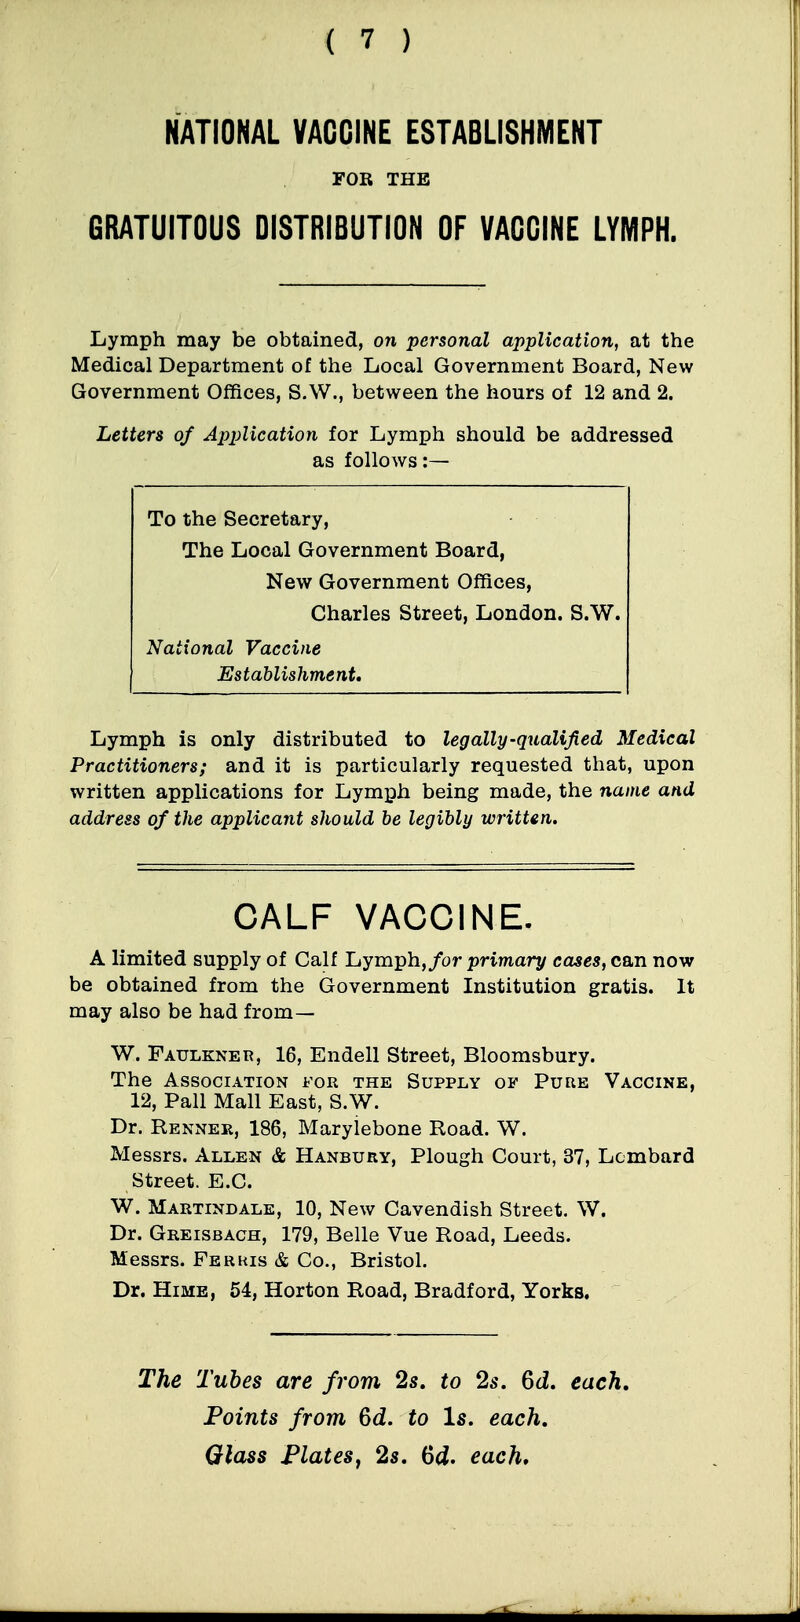 ( 7 )
NATIONAL VACCINE ESTABLISHMENT
FOR THE
GRATUITOUS DISTRIBUTION OF VACCINE LYMPH.
Lymph may be obtained, on personal application, at the
Medical Department of the Local Government Board, New
Government Offices, S.W., between the hours of 12 and 2.
Letters of Application for Lymph should be addressed
as follows:—
To the Secretary,
The Local Government Board,
New Government Offices,
Charles Street, London. S.W.
National Vaccine
Establishment.
Lymph is only distributed to legally-qualified Medical
Practitioners; and it is particularly requested that, upon
written applications for Lymph being made, the name and
address of the applicant should be legibly written.
CALF VACCINE.
A limited supply of Calf Lymph, for primary cases, can now
be obtained from the Government Institution gratis. It
may also be had from—
W. FAULKNER, 16, Endell Street, Bloomsbury.
The ASSOCIATION FOR THE SUPPLY OF PURE VACCINE,
12, Pall Mall East, S.W.
Dr. RENNER, 186, Marylebone Road. W.
Messrs. ALLEN & HANBURY, Plough Court, 37, Lombard
Street. E.C.
W. MARTINDALE, 10, New Cavendish Street. W.
Dr. GREISBACH, 179, Belle Vue Road, Leeds.
Messrs. FERRIS & Co., Bristol.
Dr. HIME, 54, Horton Road, Bradford, Yorks.
The Tubes are from 2s. to 2s. 6d. each.
Points from 6d. to 1s. each.
Glass Plates, 2s. 6d. each.